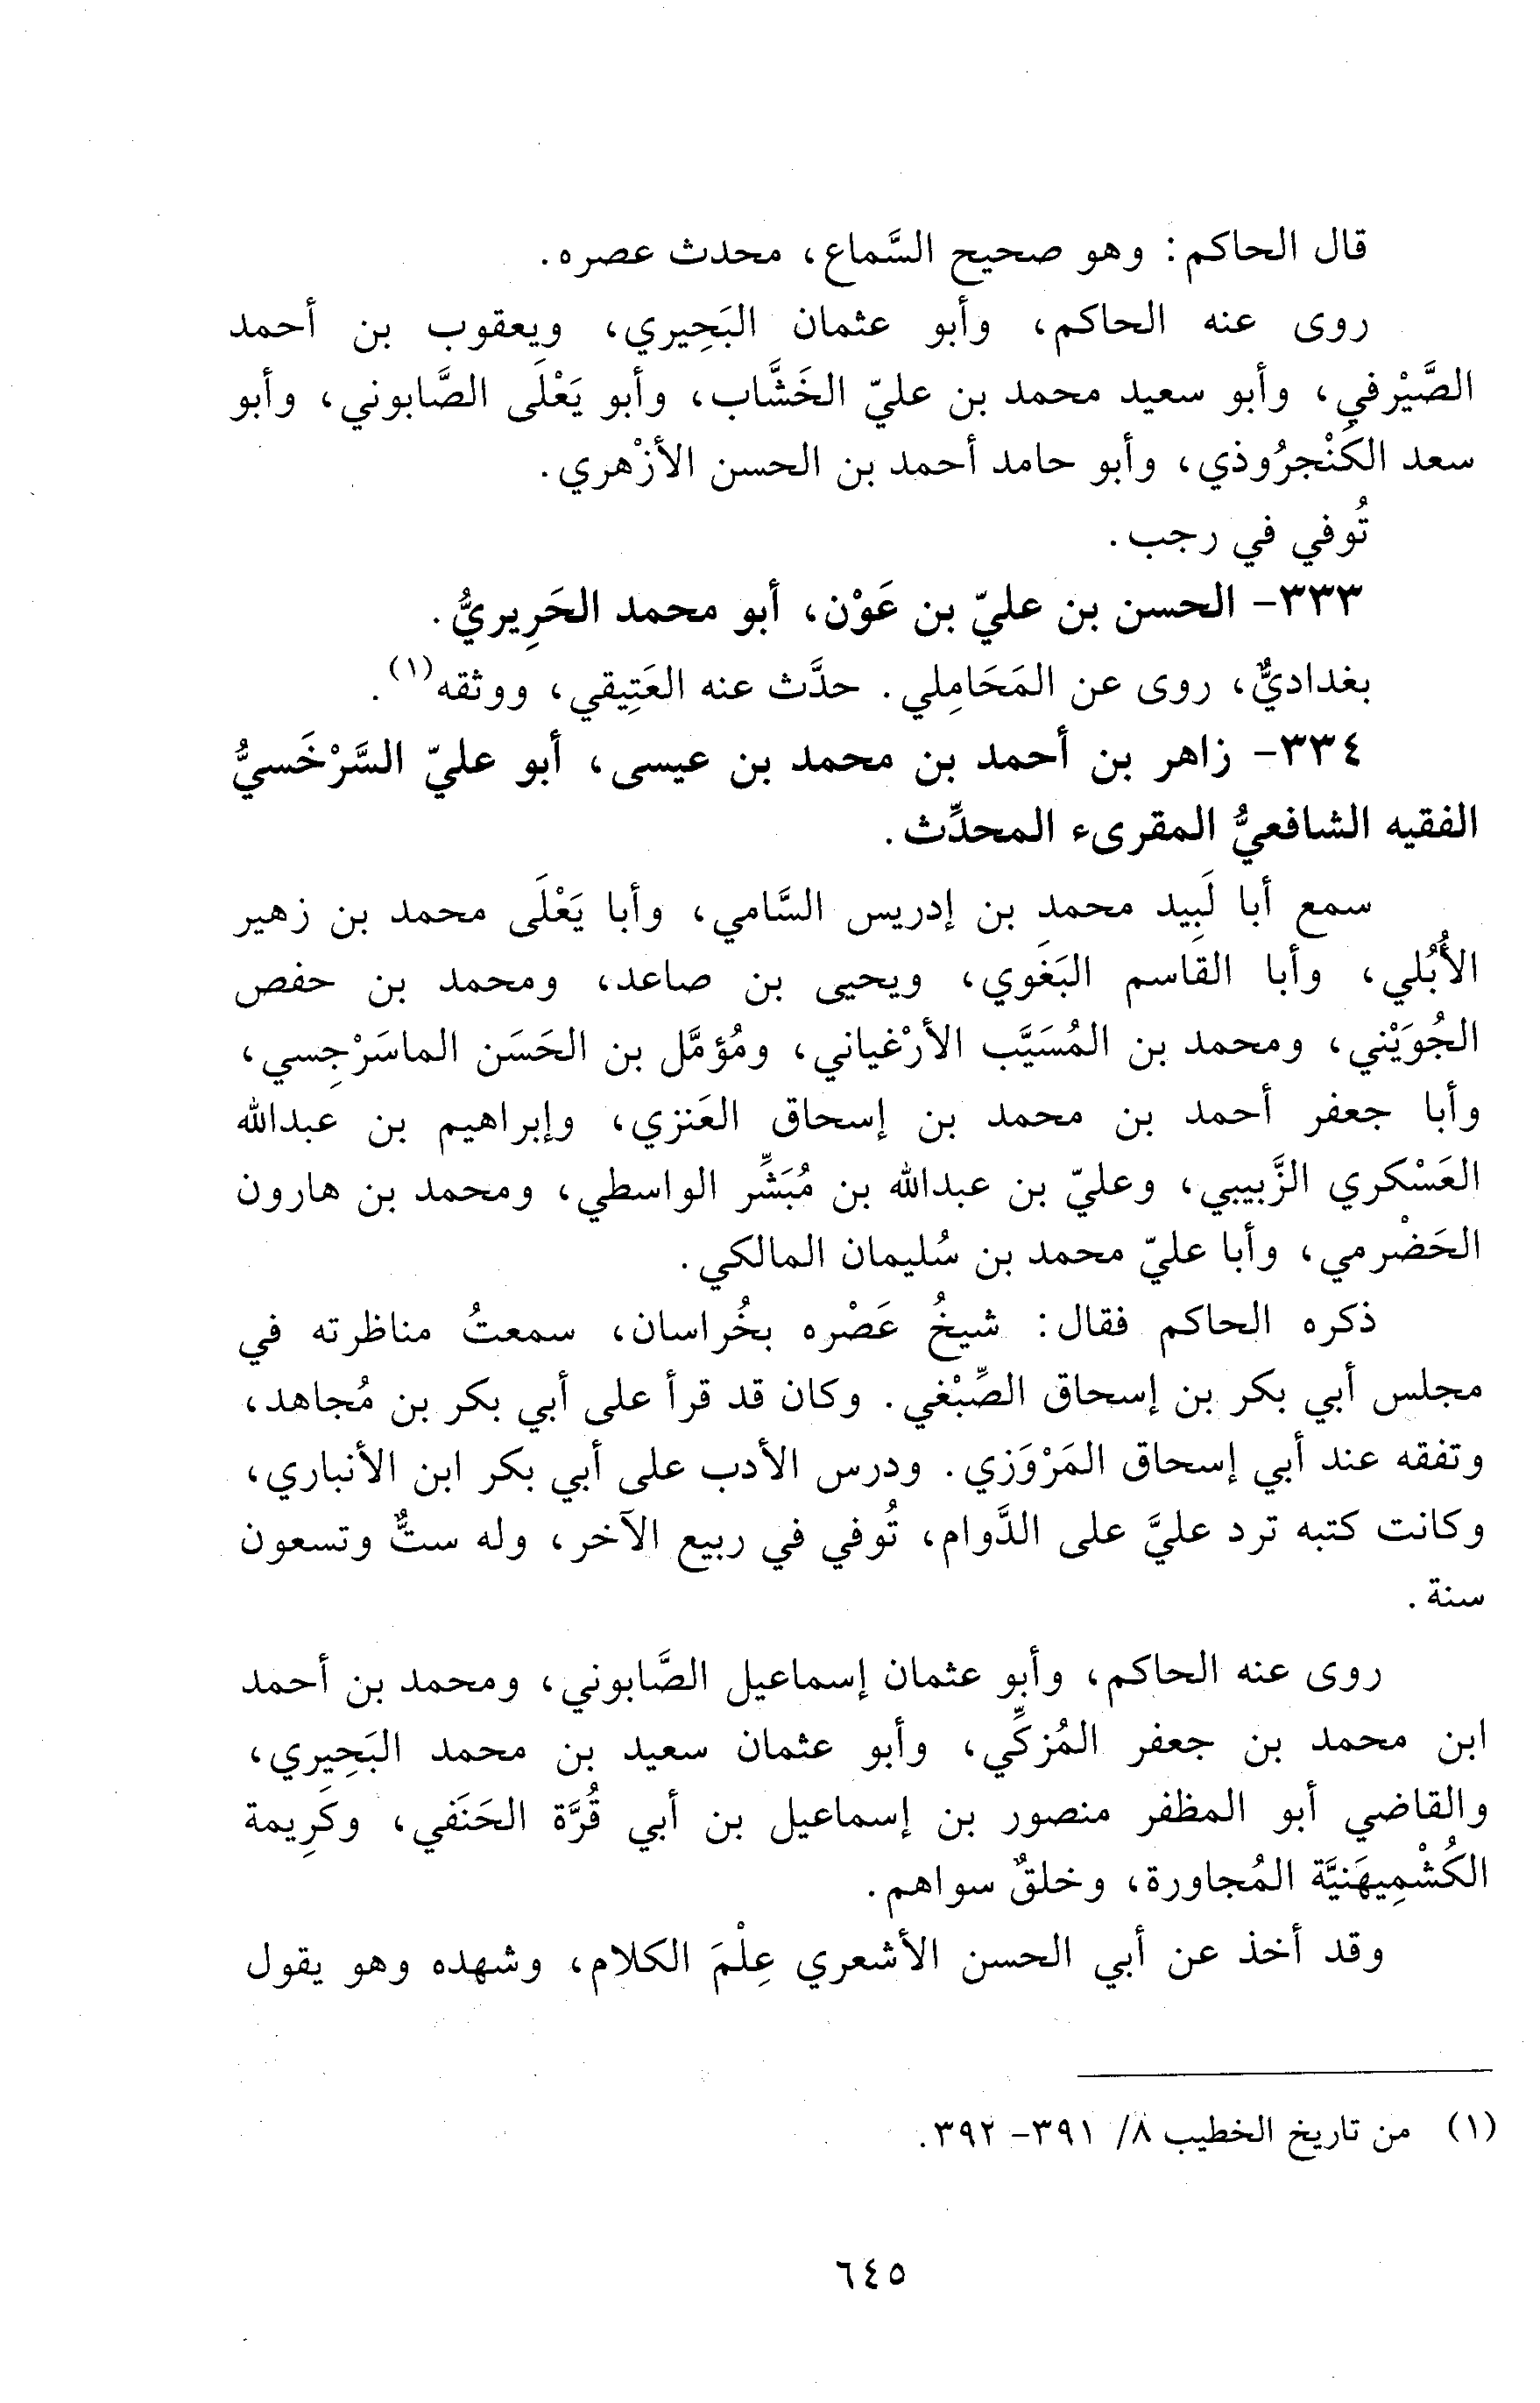 قال الحاكم: وهو صحيح السَّماع، محدث عصره.
روى عنه الحاكم، وأبو عثمان البَحِيري، ويعقوب بن أحمد
الصَّيْرفي، وأبو سعيد محمد بن عليّ الخَشَّاب، وأبو يَعْلَى الصَّابوني، وأبو
سعد الكَنْجرُوذي، وأبو حامد أحمد بن الحسن الأزْهري.
تُوفي في رجب.
٣٣٣- الحسن بن عليّ بن عَوْن، أبو محمد الحَرِيريُّ.
بغداديٌّ، روى عن المَحَامِلي. حدَّث عنه العَتِيقي، ووثقه(١).
٣٣٤- زاهر بن أحمد بن محمد بن عيسى، أبو عليّ السَّرْخَسيُّ
الفقيه الشافعيُّ المقرىء المحدِّث.
سمع أبا لَبِيد محمد بن إدريس السَّامي، وأبا يَعْلَى محمد بن زهير
الأُبُلي، وأبا القاسم البَغَوي، ويحيى بن صاعد، ومحمد بن حفص
الجُوَيْني، ومحمد بن المُسَيَّب الأرْغياني، ومُؤمَّل بن الحَسَن الماسَرْجِسي،
وأبا جعفر أحمد بن محمد بن إسحاق العَنزي، وإبراهيم بن عبدالله
العَسْكري الزَّبيبي، وعليّ بن عبدالله بن مُبَشِّر الواسطي، ومحمد بن هارون
الحَضْرمي، وأبا عليّ محمد بن سُليمان المالكي.
ذكره الحاكم فقال: شيخُ عَصْره بخُراسان، سمعتُ مناظرته في
مجلس أبي بكر بن إسحاق الصِّبْغي. وكان قد قرأ على أبي بكر بن مُجاهد،
وتفقه عند أبي إسحاق المَرْوَزي. ودرس الأدب على أبي بكر ابن الأنباري،
وكانت كتبه ترد عليَّ على الدَّوام، تُوفي في ربيع الآخر، وله ستٌّ وتسعون
سنة.
روى عنه الحاكم، وأبو عثمان إسماعيل الصَّابوني، ومحمد بن أحمد
ابن محمد بن جعفر المُزكِّي، وأبو عثمان سعيد بن محمد البَحِيري،
والقاضي أبو المظفر منصور بن إسماعيل بن أبي قُرَّة الحَنَفي، وكَرِيمة
الكُشْمِيهَنيَّة المُجاورة، وخلقٌ سواهم.
وقد أخذ عن أبي الحسن الأشعري عِلْمَ الكلام، وشهده وهو يقول
(١) من تاريخ الخطيب ٨/ ٣٩١- ٣٩٢.
٦٤٥